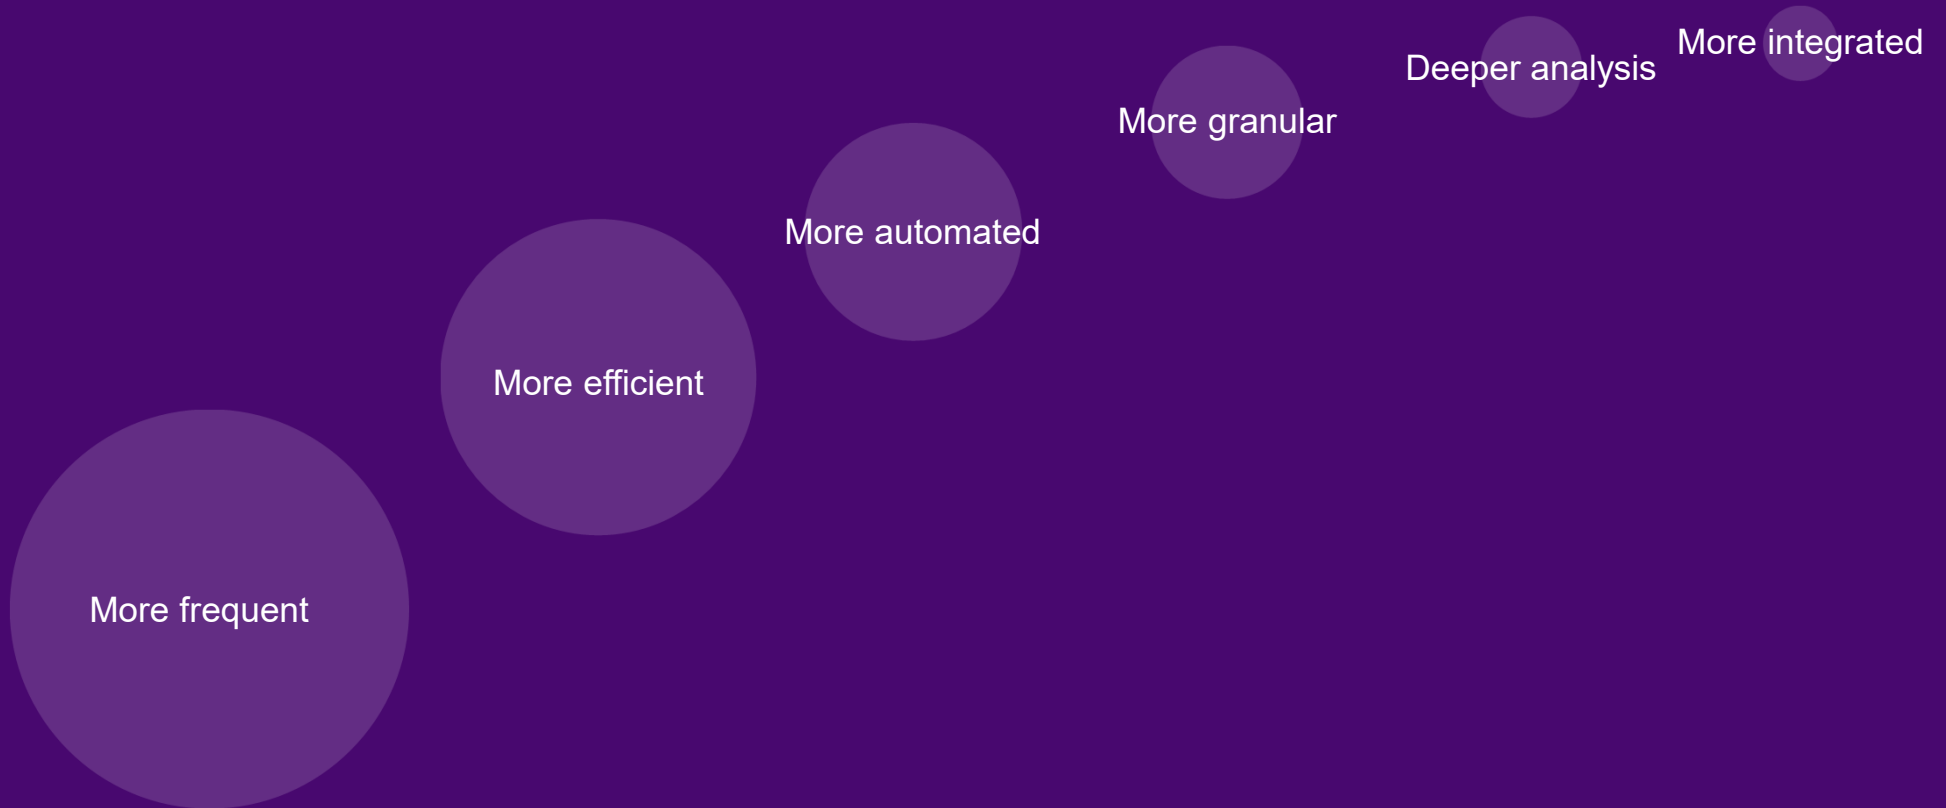 More frequent
More efficient
More automated
More granular
Deeper analysis
More integrated